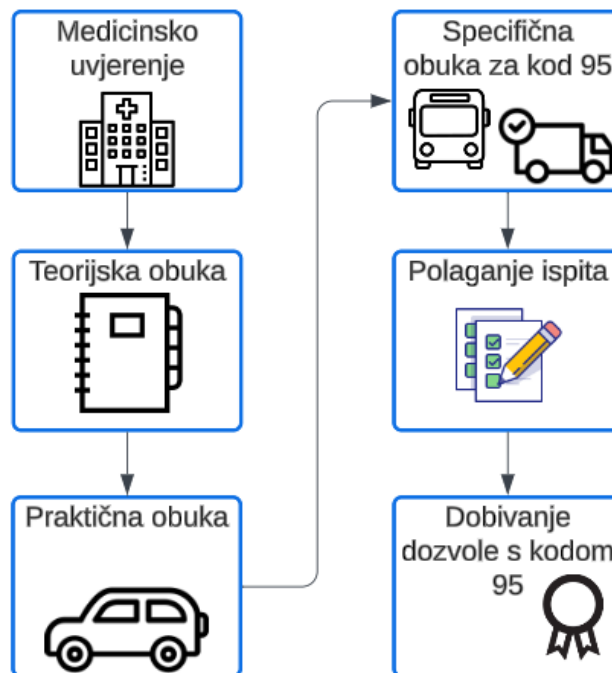 Medicinsko
uvjerenje
Teorijska obuka
Praktična obuka
Specifična
obuka za kod 95
Polaganje ispita
Dobivanje
dozvole s kodom
95